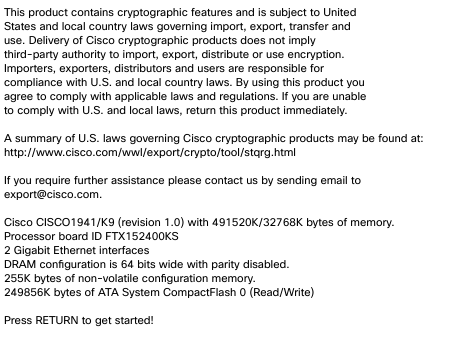 This product contains cryptographic features and is subject to United
States and local country laws governing import, export, transfer and
use. Delivery of Cisco cryptographic products does not imply
third-party authority to import, export, distribute or use encryption.
Importers, exporters, distributors and users are responsible for
compliance with U.S. and local country laws. By using this product you
agree to comply with applicable laws and regulations. If you are unable
to comply with U.S. and local laws, return this product immediately.

A summary of U.S. laws governing Cisco cryptographic products may be found at:
http://www.cisco.com/wwl/export/crypto/tool/stqrg.html

If you require further assistance please contact us by sending email to
export@cisco.com.

Cisco CISCO1941/K9 (revision 1.0) with 491520K/32768K bytes of memory.
Processor board ID FTX152400KS
2 Gigabit Ethernet interfaces
DRAM configuration is 64 bits wide with parity disabled.
255K bytes of non-volatile configuration memory.
249856K bytes of ATA System CompactFlash 0 (Read/Write)

Press RETURN to get started!